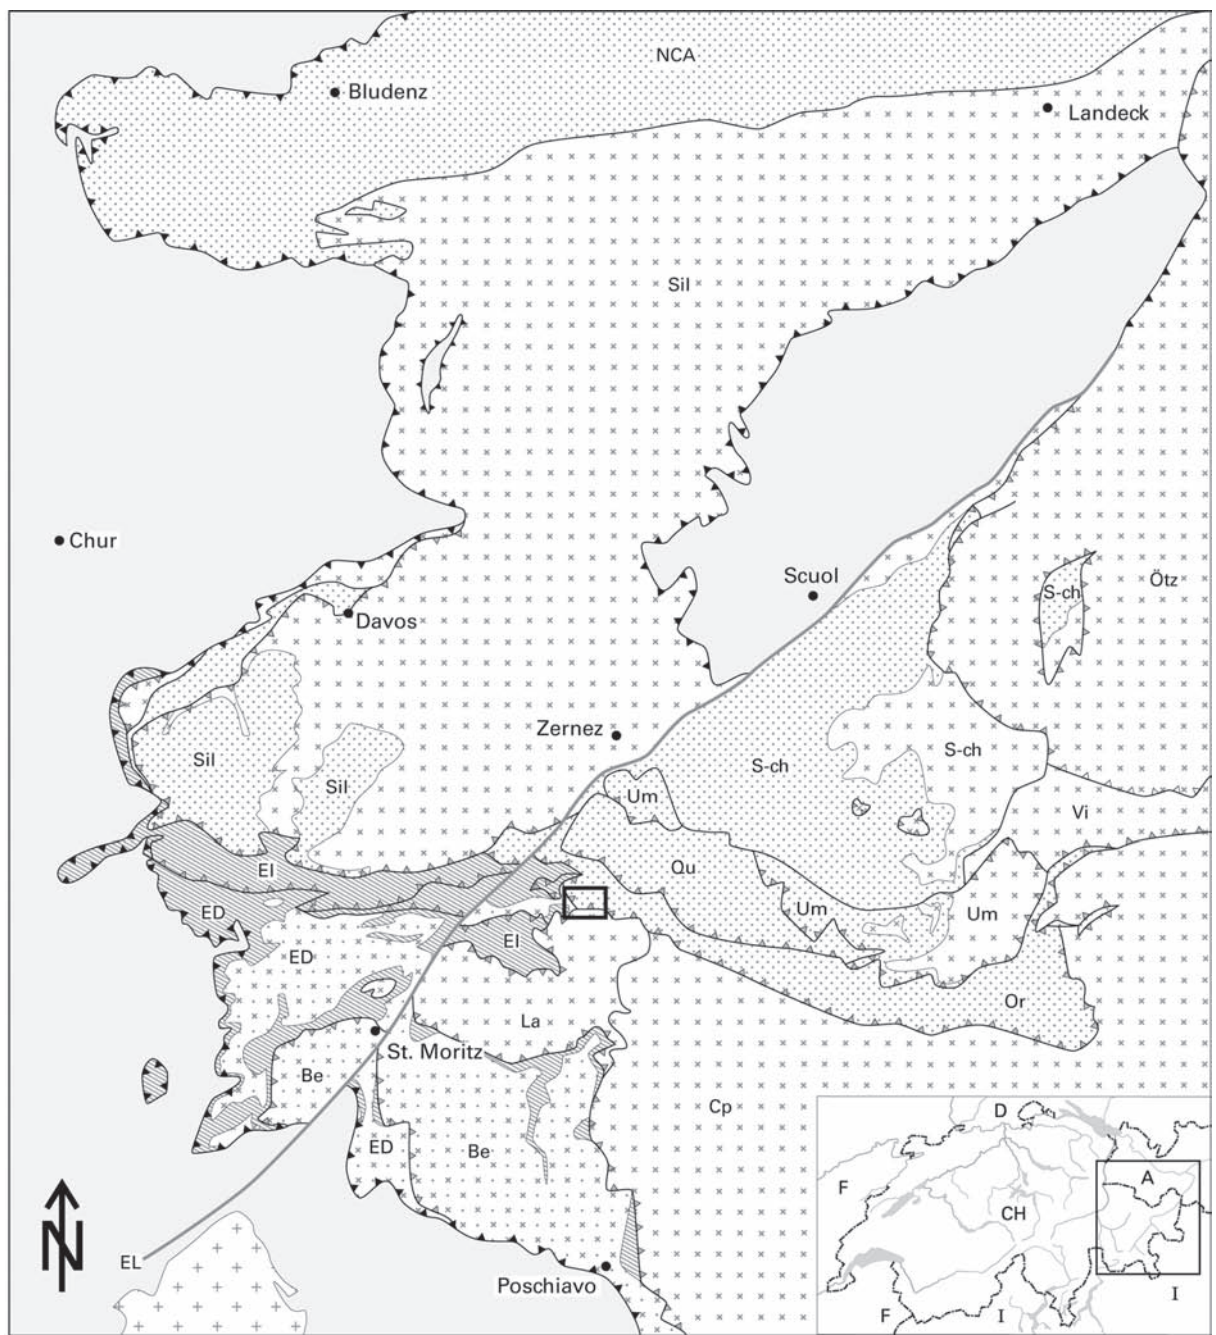 NCA
Bludenz
Landeck
Sil
Chur
Scuol
S-ch
Ötz
Davos
Zernez
Sil
Sil
S-ch
S-ch
Um
Vi
El
Qu
ED
Um
Um
El
ED
Or
La
St. Moritz
Be
Cp
ED
Be
N
EL
Poschiavo
D
F
A
CH
I
F
I